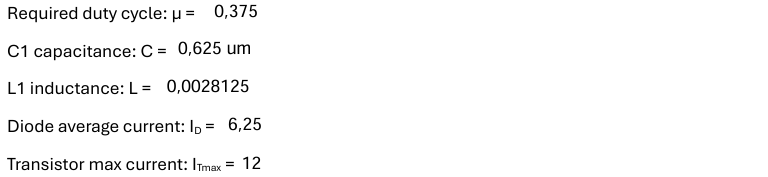 Required duty cycle: μ = 0,375
C1 capacitance: C = 0,625 um
L1 inductance: L = 0,0028125
Diode average current: I_D = 6,25
Transistor max current: I_Tmax = 12